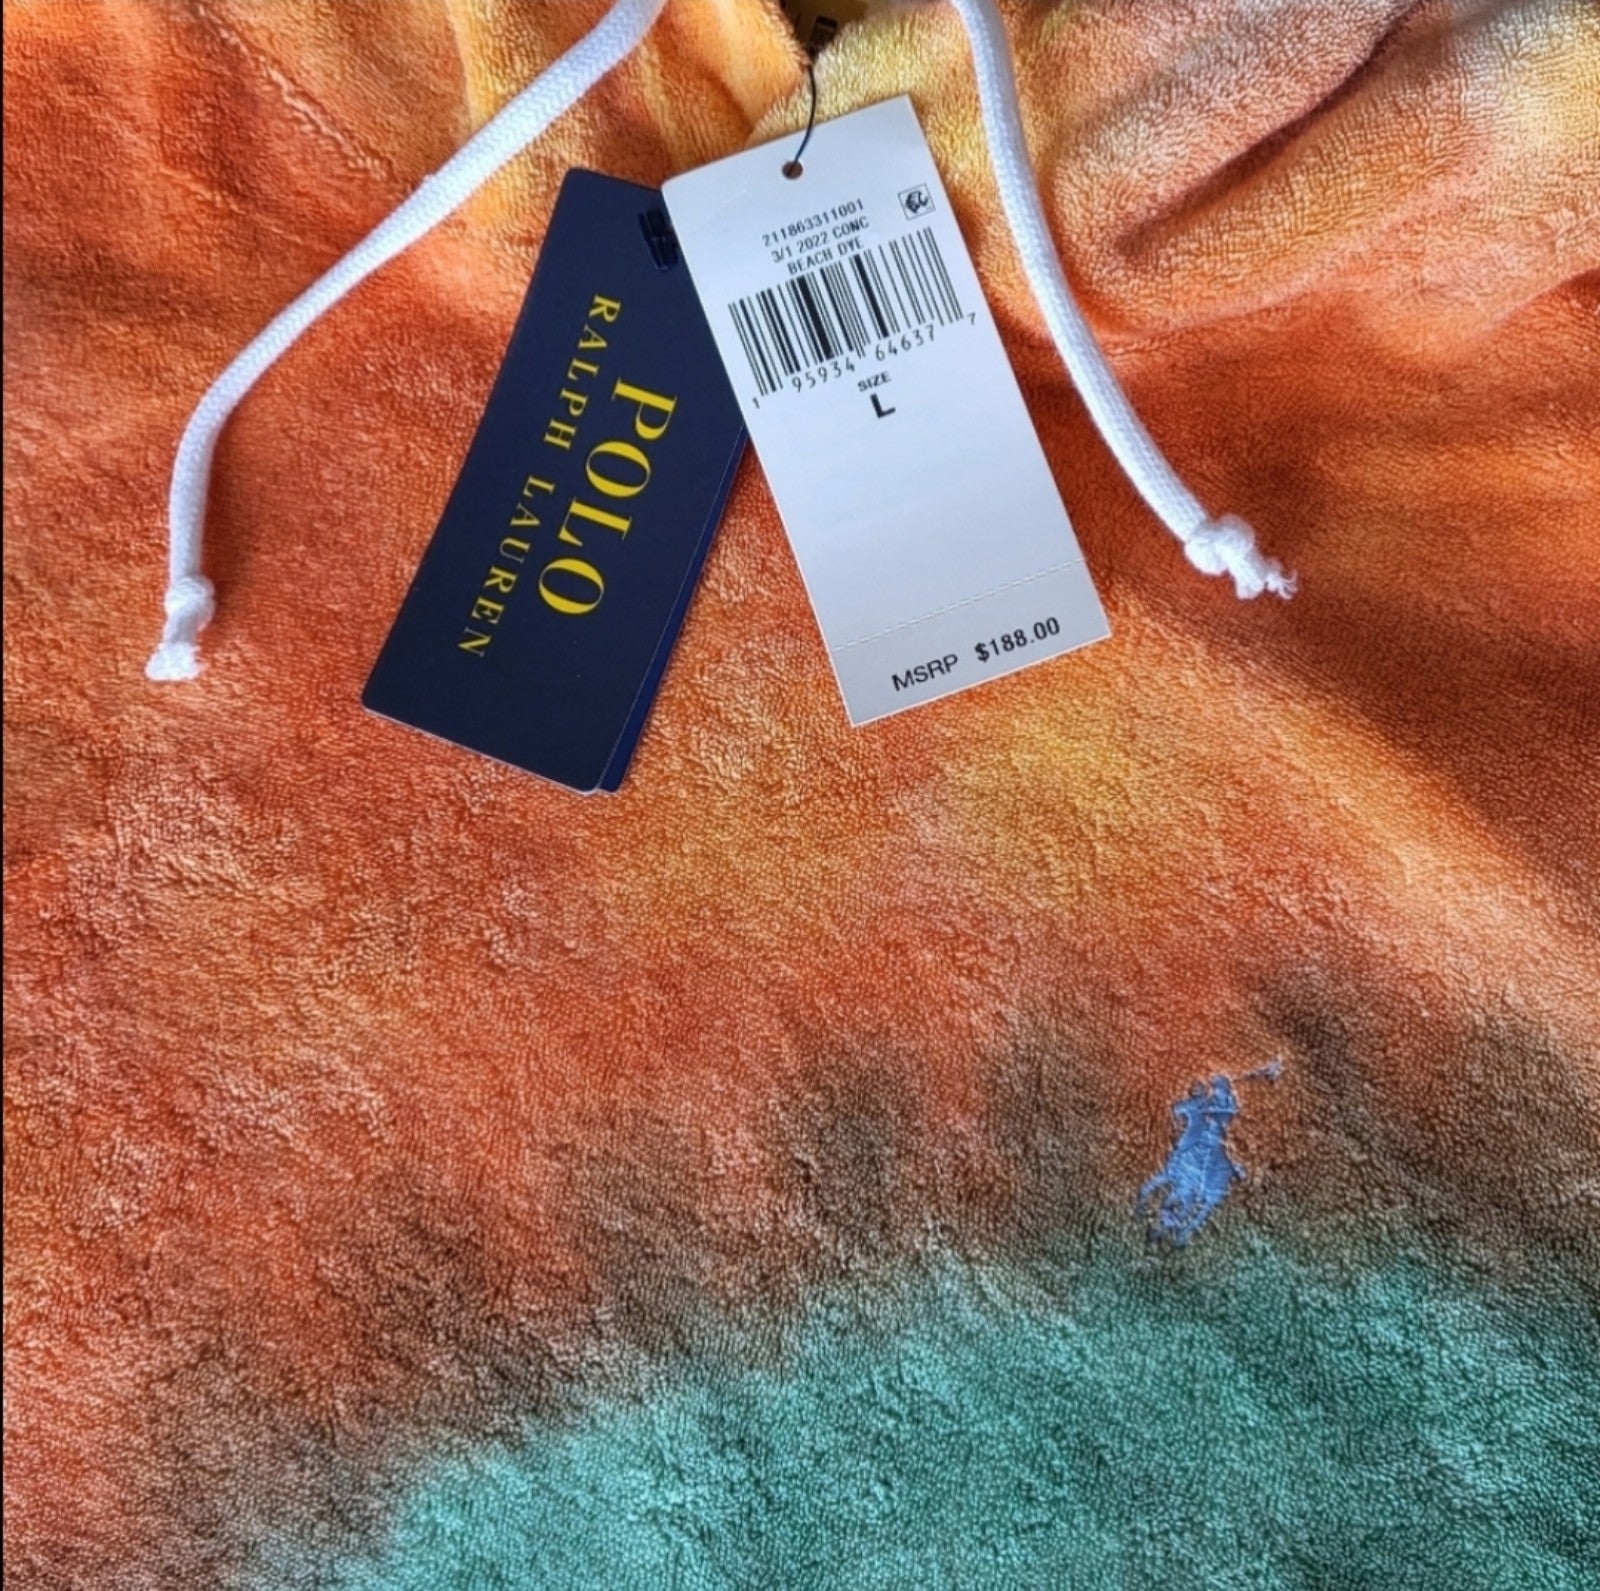 POLO
RALPH LAUREN
211863311001
3/1 2022 CONC
BEACH DYE
1 95934 64637 7
SIZE
L
MSRP $188.00